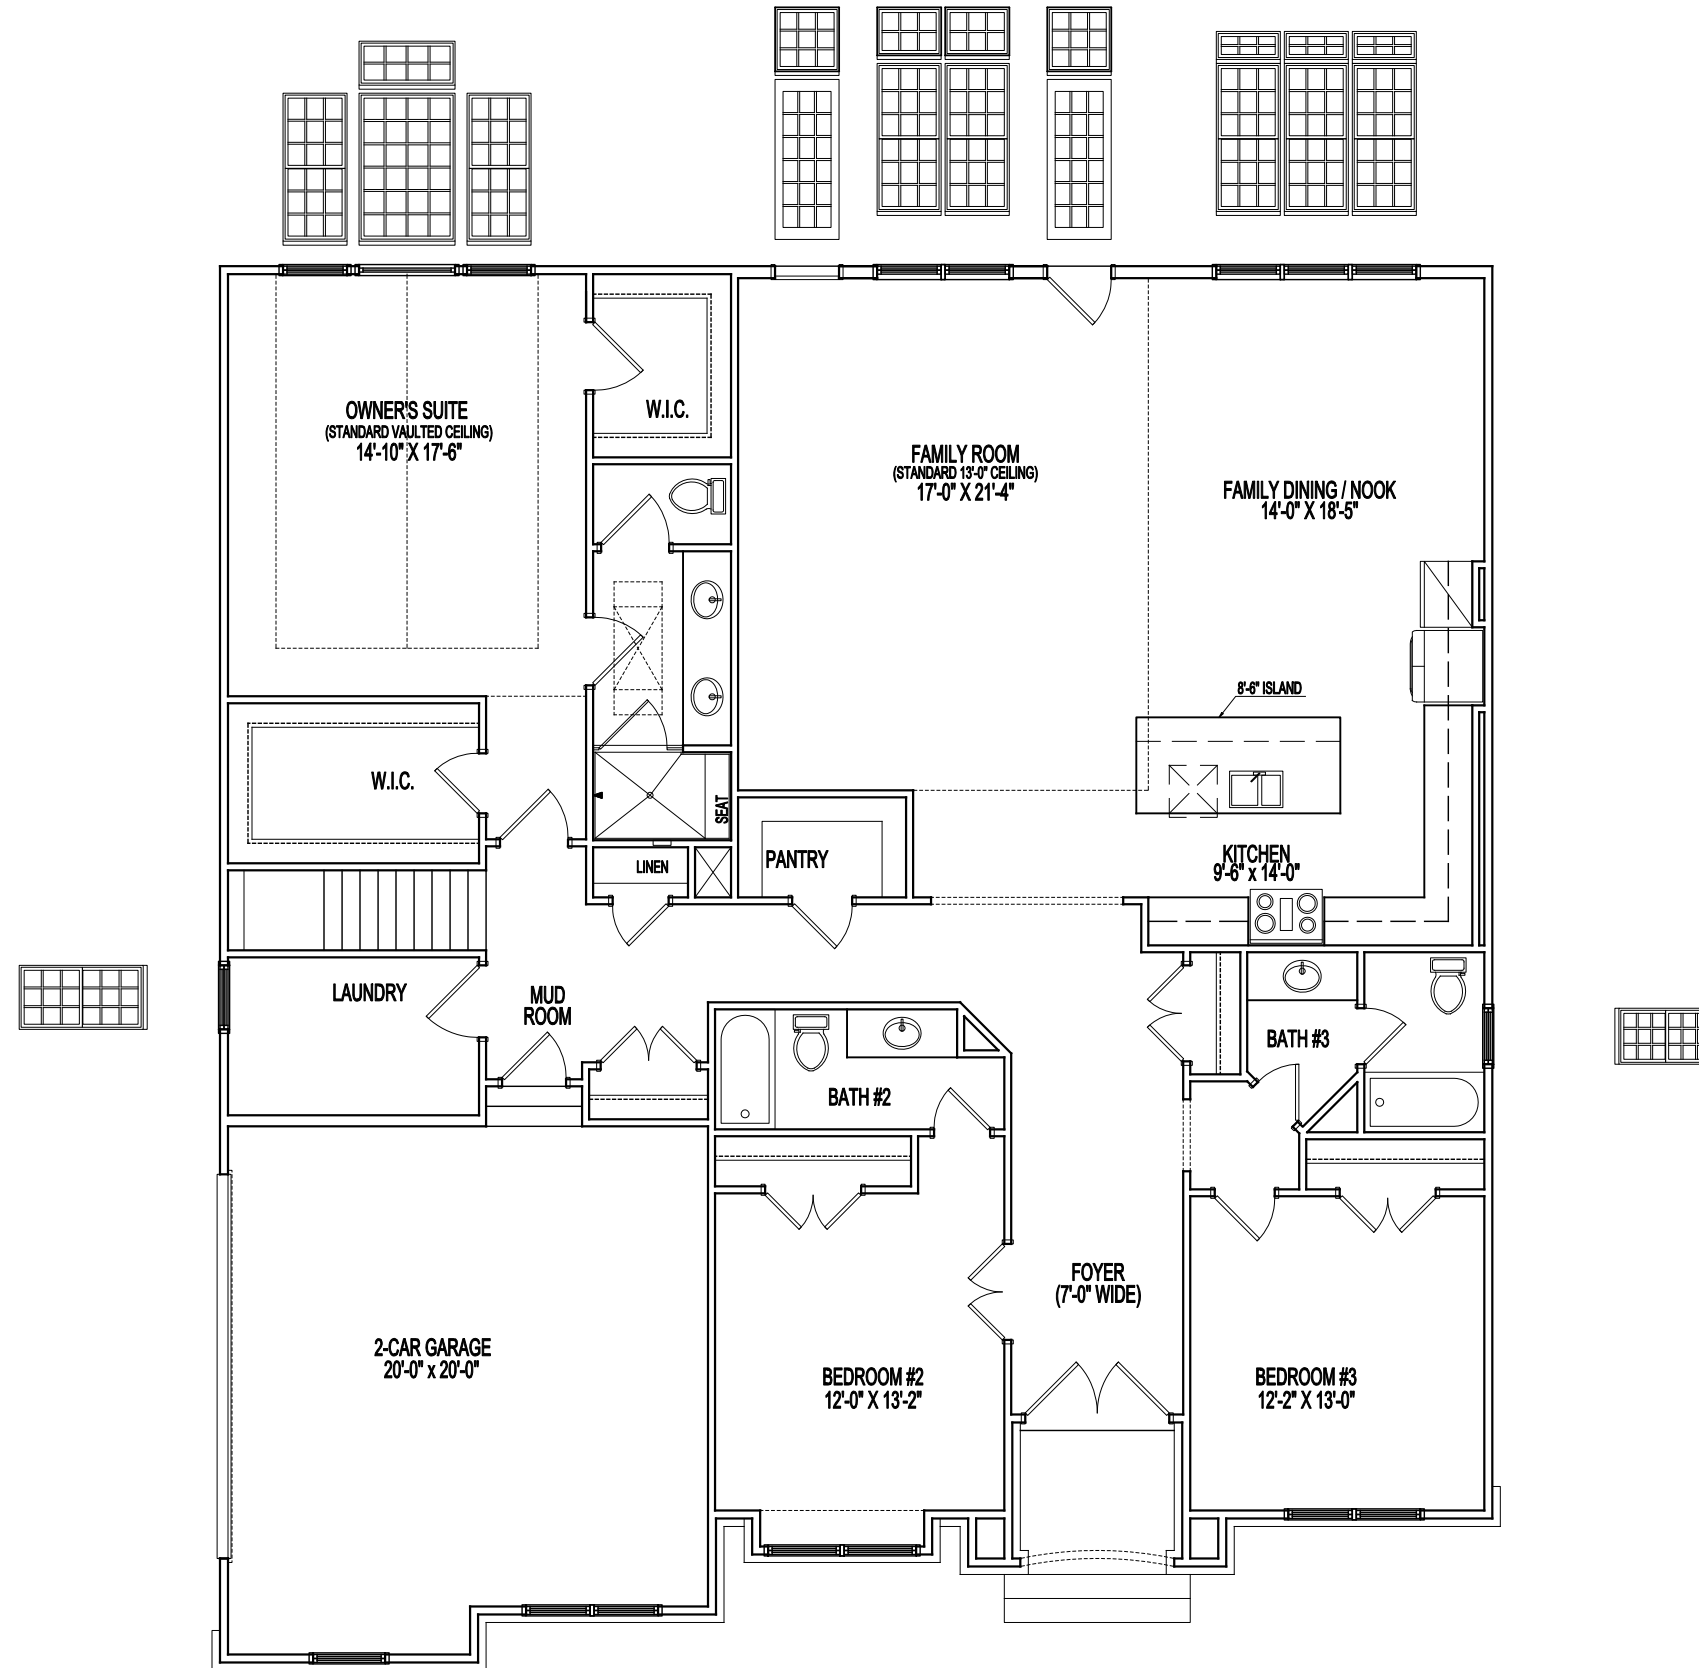 OWNER'S SUITE
(STANDARD VAULTED CEILING)
14'-10" X 17'-6"
W.I.C.
FAMILY ROOM
(STANDARD 13'-0" CEILING)
17'-0" X 21'-4"
FAMILY DINING / NOOK
14'-0" X 18'-5"
8'-6" ISLAND
W.I.C.
SEAT
LINEN
PANTRY
KITCHEN
9'-6" x 14'-0"
LAUNDRY
MUD
ROOM
BATH #3
BATH #2
FOYER
(7'-0" WIDE)
2-CAR GARAGE
20'-0" x 20'-0"
BEDROOM #2
12'-0" X 13'-2"
BEDROOM #3
12'-2" X 13'-0"